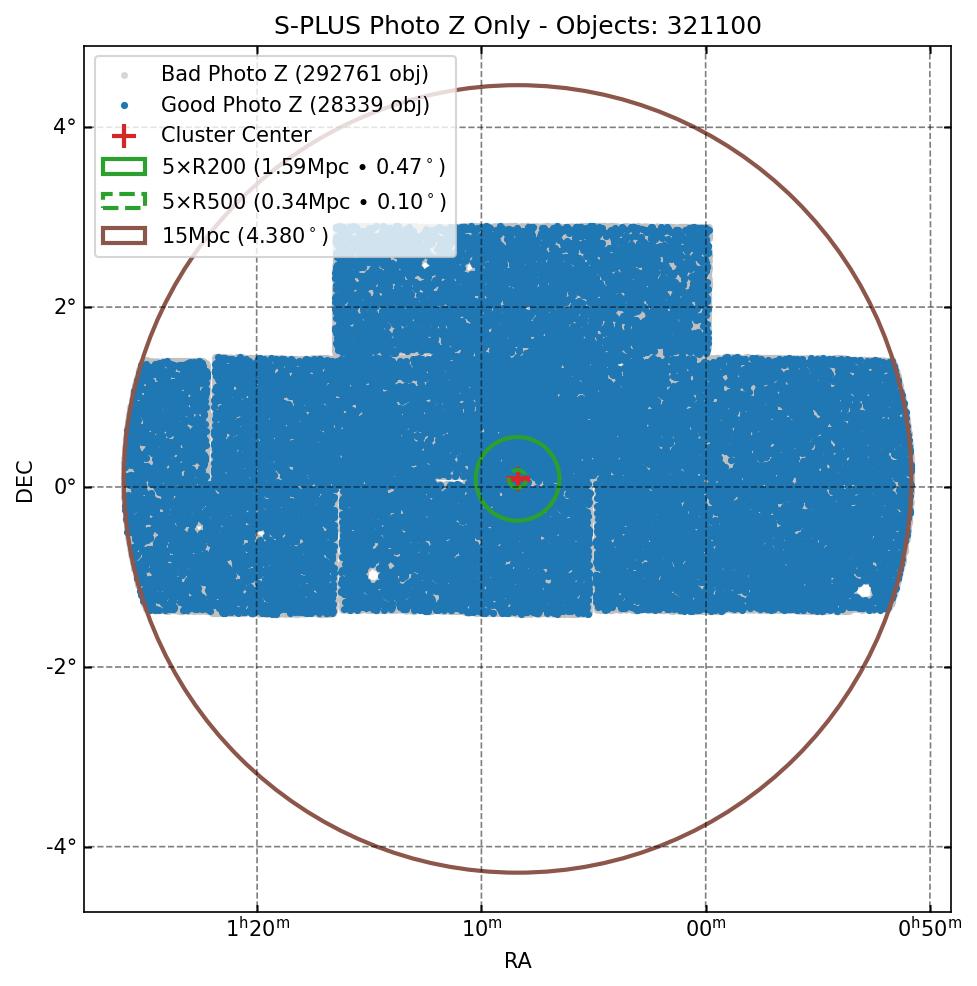 S-PLUS Photo Z Only - Objects: 321100
Bad Photo Z (292761 obj)
Good Photo Z (28339 obj)
Cluster Center
5×R200 (1.59Mpc • 0.47°)
5×R500 (0.34Mpc • 0.10°)
15Mpc (4.380°)
4°
2°
0°
-2°
-4°
DEC
1ʰ20ᵐ 10ᵐ 00ᵐ 0ʰ50ᵐ
RA